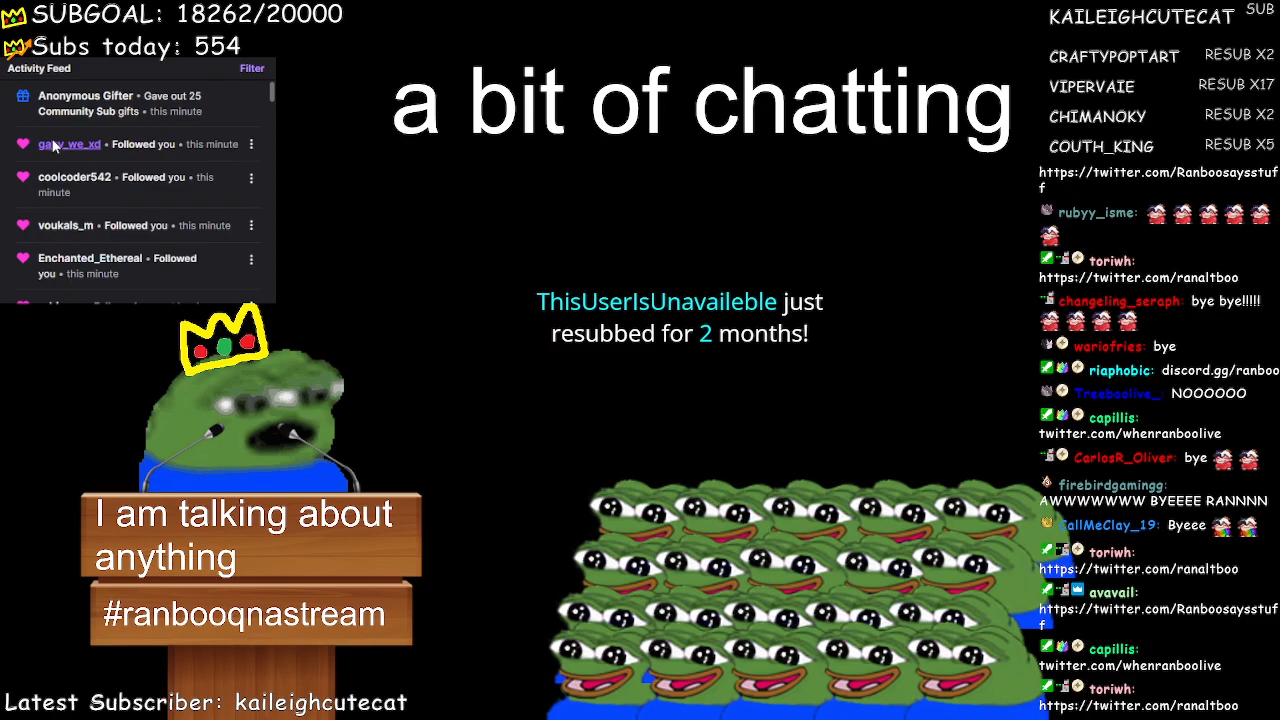 SUBGOAL: 18262/20000
Subs today: 554
Activity Feed
Filter
Anonymous Gifter • Gave out 25
Community Sub gifts • this minute
• Followed you • this minute
coolcoder542 • Followed you • this
minute
voukals_m • Followed you • this minute
Enchanted_Ethereal • Followed
you • this minute
a bit of chatting
ThisUserIsUnavaileble just
resubbed for 2 months!
I am talking about
anything
#ranbooqnastream
Latest Subscriber: kaileighcutecat
KAILEIGHCUTECAT SUB
CRAFTYPOPTART RESUB X2
VIPERVAIE RESUB X17
CHIMANOKY RESUB X2
COUTH_KING RESUB X5
https://twitter.com/Ranboosaysstuf
f
rubyy_isme:
toriwh:
https://twitter.com/ranaltboo
changeling_seraph: bye bye!!!!!
wariofries: bye
riaphobic: discord.gg/ranboo
Treeboolive_: NOOOOOO
capillis:
twitter.com/whenranboolive
CarlosR_Oliver: bye
firebirdgamingg:
AWWWWWWW BYEEEE RANNNN
CallMeClay_19: Byeee
toriwh:
https://twitter.com/ranaltboo
avavail:
https://twitter.com/Ranboosaysstuf
f
capillis:
https://twitter.com/whenranboolive
toriwh:
https://twitter.com/ranaltboo